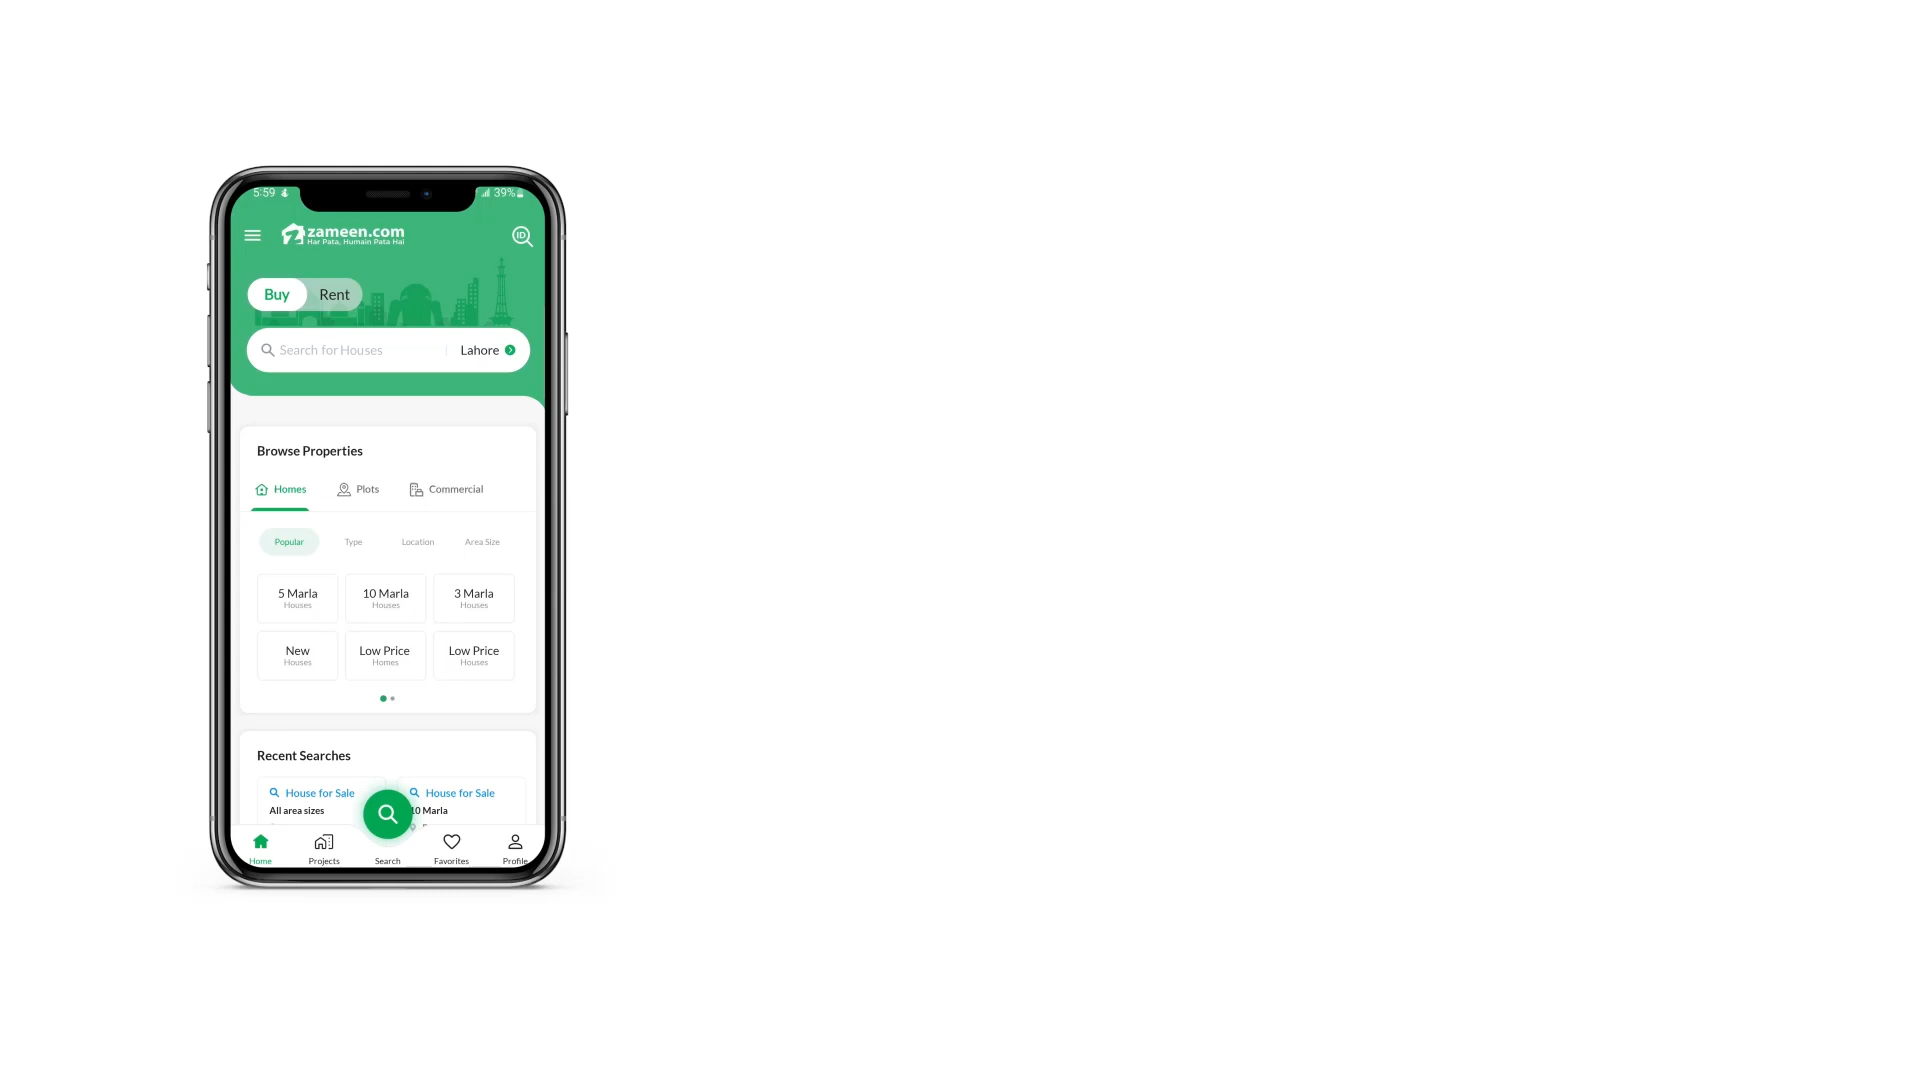 5:59
39%
zameen.com
Har Pata, Humain Pata Hai
ID
Buy Rent
Search for Houses Lahore
Browse Properties
Homes Plots Commercial
Popular Type Location Area Size
5 Marla 10 Marla 3 Marla
Houses Houses Houses
New Low Price Low Price
Houses Homes Houses
Recent Searches
House for Sale House for Sale
All area sizes 10 Marla
Home Projects Search Favorites Profile